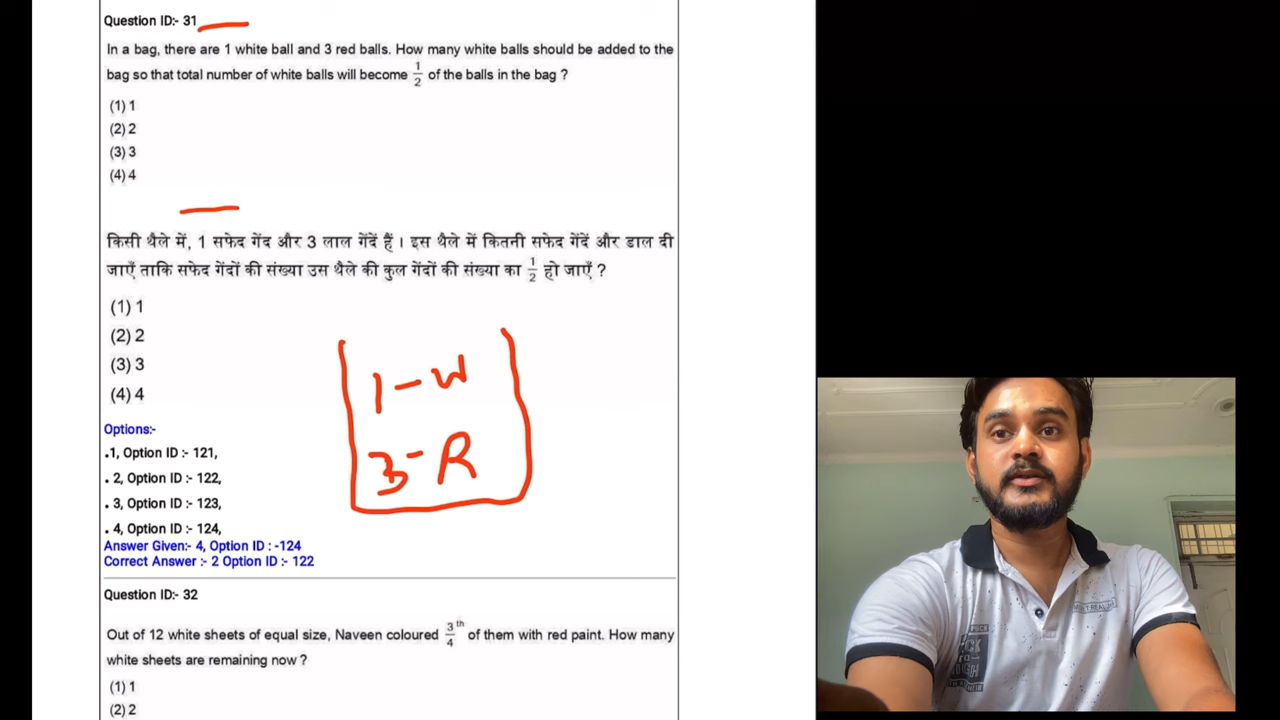 Question ID:- 31
In a bag, there are 1 white ball and 3 red balls. How many white balls should be added to the
bag so that total number of white balls will become 1/2 of the balls in the bag ?
(1) 1
(2) 2
(3) 3
(4) 4
किसी थैले में, 1 सफेद गेंद और 3 लाल गेंदें हैं । इस थैले में कितनी सफेद गेंदें और डाल दी
जाएँ ताकि सफेद गेंदों की संख्या उस थैले की कुल गेंदों की संख्या का 1/2 हो जाएँ ?
(1) 1
(2) 2
(3) 3
(4) 4
1 - W
3 - R
Options:-
.1, Option ID :- 121,
. 2, Option ID :- 122,
. 3, Option ID :- 123,
. 4, Option ID :- 124,
Answer Given:- 4, Option ID : -124
Correct Answer :- 2 Option ID :- 122
Question ID:- 32
Out of 12 white sheets of equal size, Naveen coloured 3/4 th of them with red paint. How many
white sheets are remaining now ?
(1) 1
(2) 2